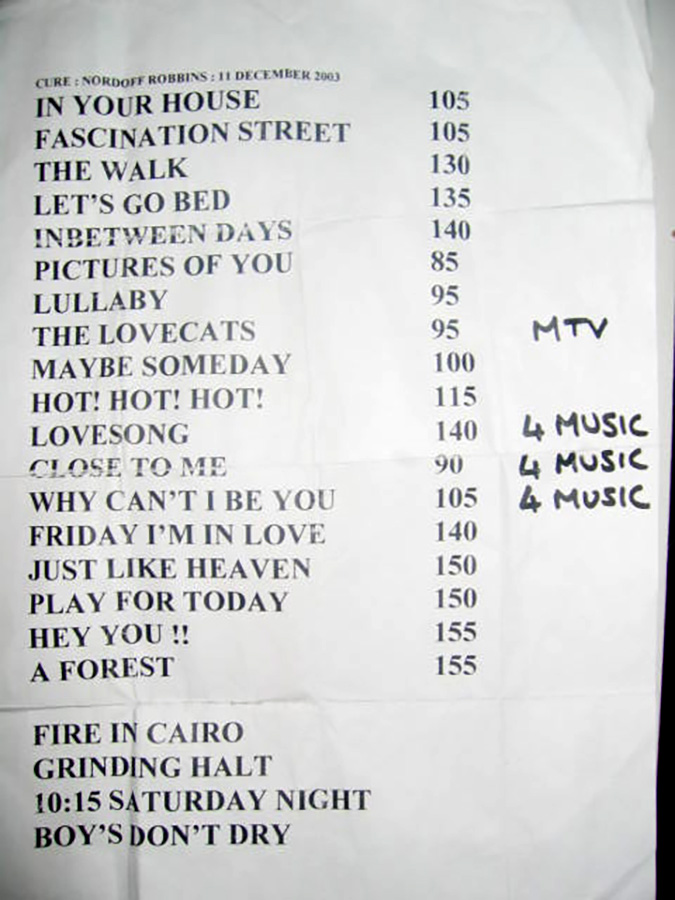 CURE : NORDOFF ROBBINS : 11 DECEMBER 2003
IN YOUR HOUSE 105
FASCINATION STREET 105
THE WALK 130
LET'S GO BED 135
INBETWEEN DAYS 140
PICTURES OF YOU 85
LULLABY 95
THE LOVECATS 95 MTV
MAYBE SOMEDAY 100
HOT! HOT! HOT! 115
LOVESONG 140 4 MUSIC
CLOSE TO ME 90 4 MUSIC
WHY CAN'T I BE YOU 105 4 MUSIC
FRIDAY I'M IN LOVE 140
JUST LIKE HEAVEN 150
PLAY FOR TODAY 150
HEY YOU !! 155
A FOREST 155
FIRE IN CAIRO
GRINDING HALT
10:15 SATURDAY NIGHT
BOY'S DON'T DRY